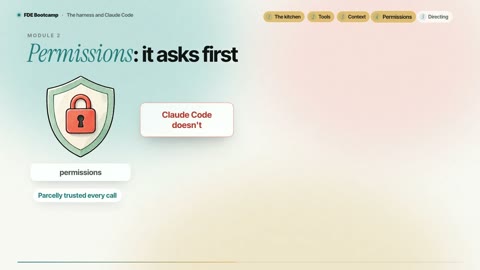 FDE Bootcamp · The harness and Claude Code
The kitchen
Tools
Context
Permissions
Directing
MODULE 2
Permissions: it asks first
Claude Code
doesn't
permissions
Parcelly trusted every call